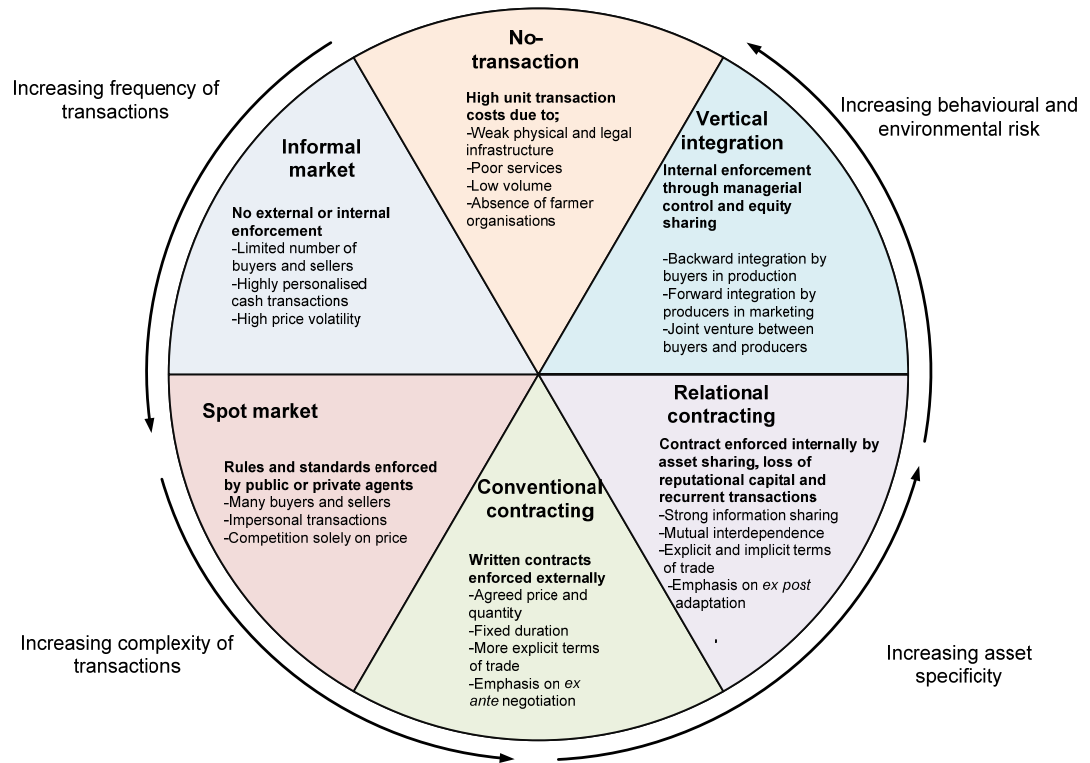 No-
transaction
High unit transaction
costs due to;
-Weak physical and legal
infrastructure
-Poor services
-Low volume
-Absence of farmer
organisations
Increasing frequency of
transactions
Informal
market
No external or internal
enforcement
-Limited number of
buyers and sellers
-Highly personalised
cash transactions
-High price volatility
Spot market
Rules and standards enforced
by public or private agents
-Many buyers and sellers
-Impersonal transactions
-Competition solely on price
Increasing complexity of
transactions
Conventional
contracting
Written contracts
enforced externally
-Agreed price and
quantity
-Fixed duration
-More explicit terms
of trade
-Emphasis on ex
ante negotiation
Increasing asset
specificity
Relational
contracting
Contract enforced internally by
asset sharing, loss of
reputational capital and
recurrent transactions
-Strong information sharing
-Mutual interdependence
-Explicit and implicit terms
of trade
-Emphasis on ex post
adaptation
Increasing behavioural and
environmental risk
Vertical
integration
Internal enforcement
through managerial
control and equity
sharing
-Backward integration by
buyers in production
-Forward integration by
producers in marketing
-Joint venture between
buyers and producers